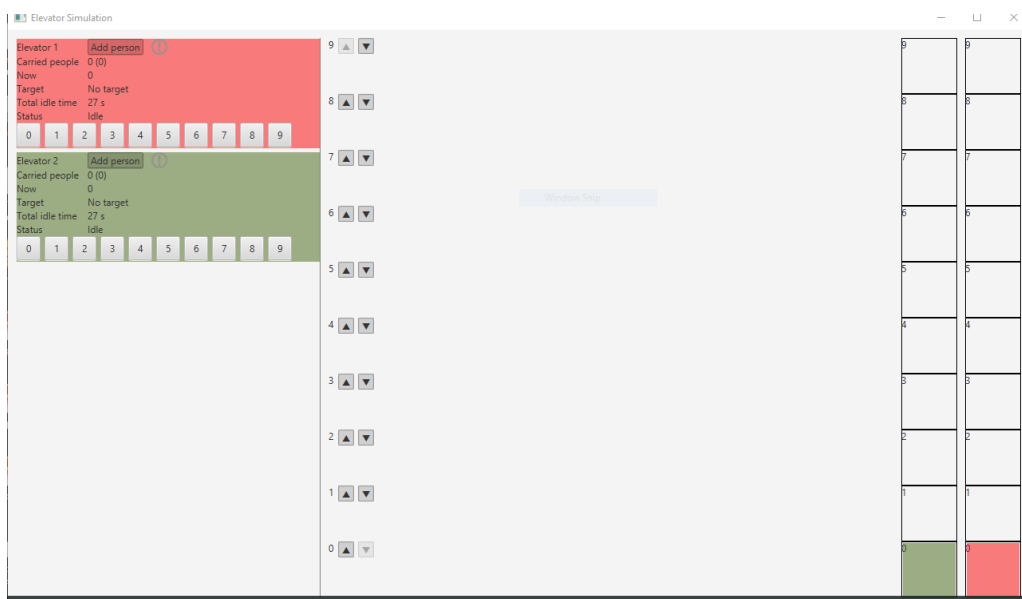 Elevator Simulation
Elevator 1 Add person
Carried people 0 (0)
Now 0
Target No target
Total idle time 27 s
Status Idle
0 1 2 3 4 5 6 7 8 9
Elevator 2 Add person
Carried people 0 (0)
Now 0
Target No target
Total idle time 27 s
Status Idle
0 1 2 3 4 5 6 7 8 9
9 ▲ ▼
8 ▲ ▼
7 ▲ ▼
6 ▲ ▼
5 ▲ ▼
4 ▲ ▼
3 ▲ ▼
2 ▲ ▼
1 ▲ ▼
0 ▲ ▼
Window Snip
9 9
8 8
7 7
6 6
5 5
4 4
3 3
2 2
1 1
0 0